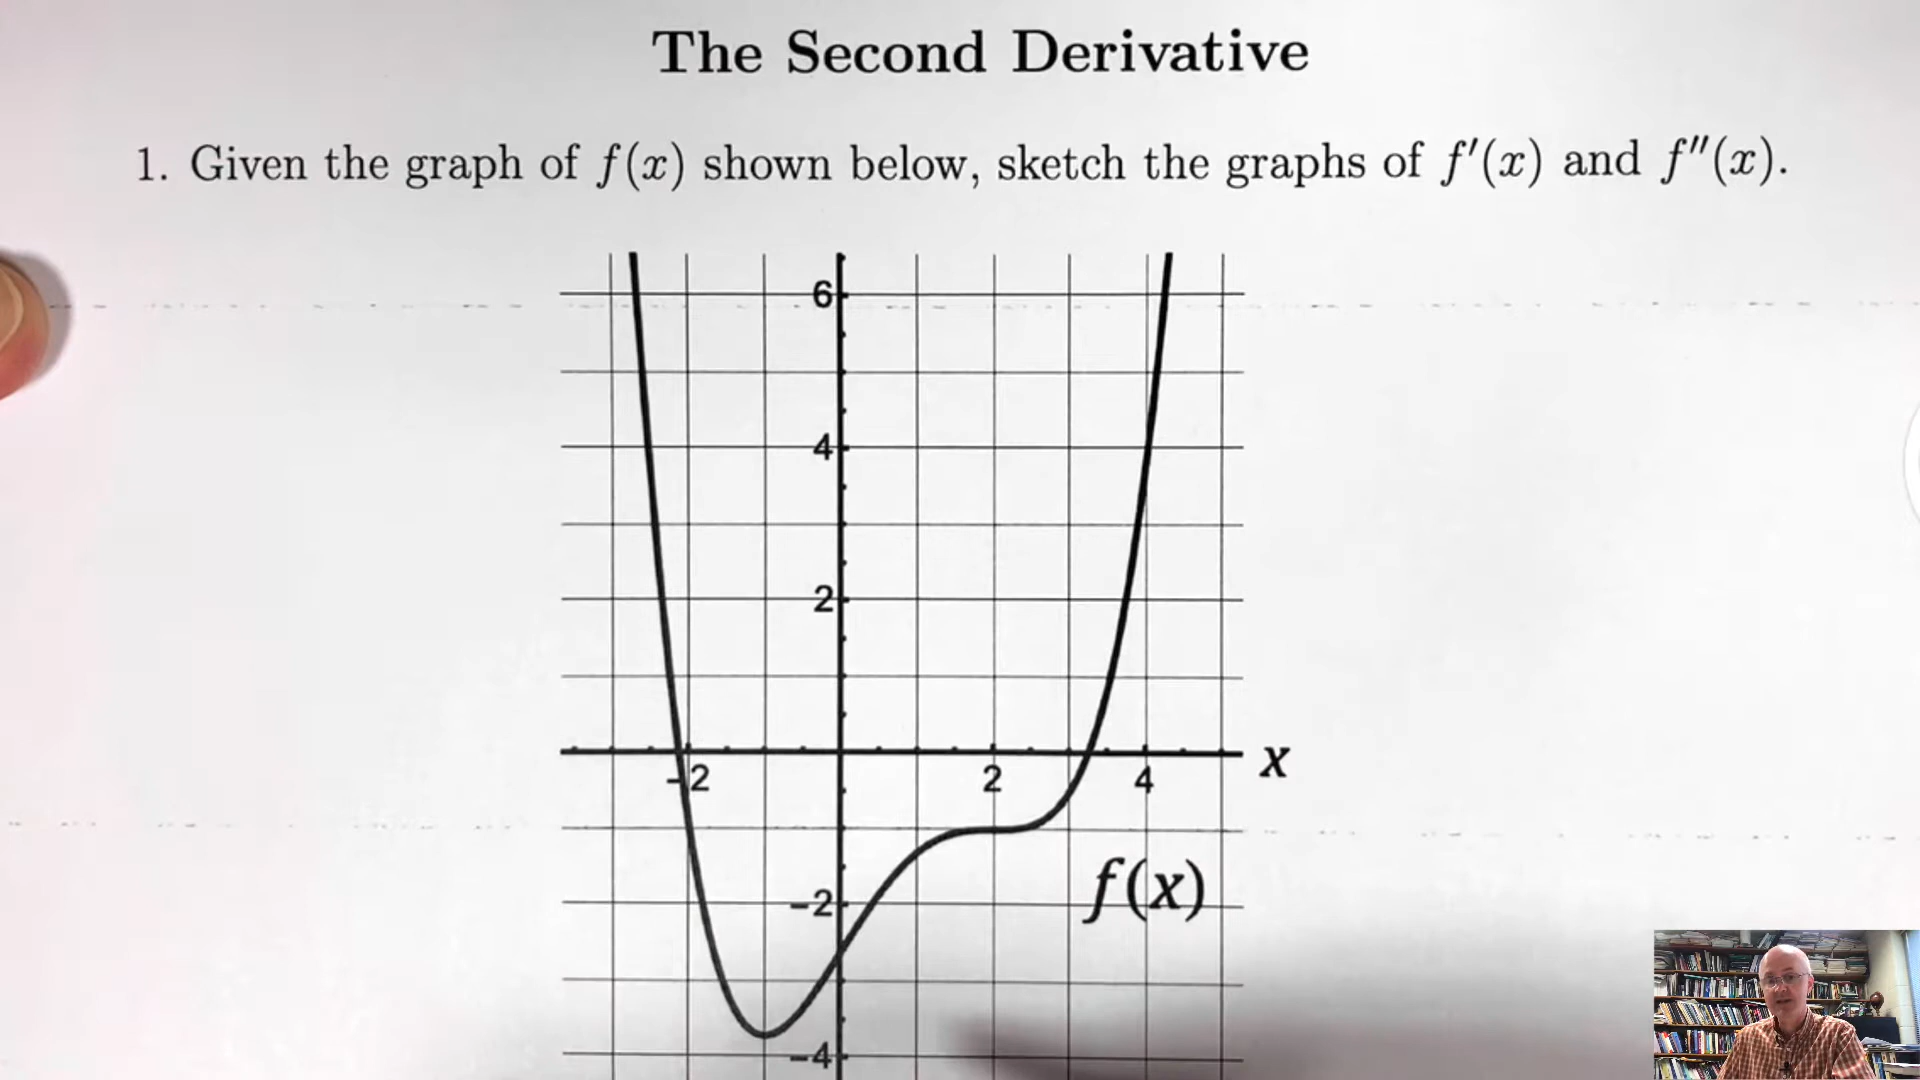 The Second Derivative
1. Given the graph of f(x) shown below, sketch the graphs of f′(x) and f″(x).
6
4
2
-2 2 4 x
f(x)
-2
-4